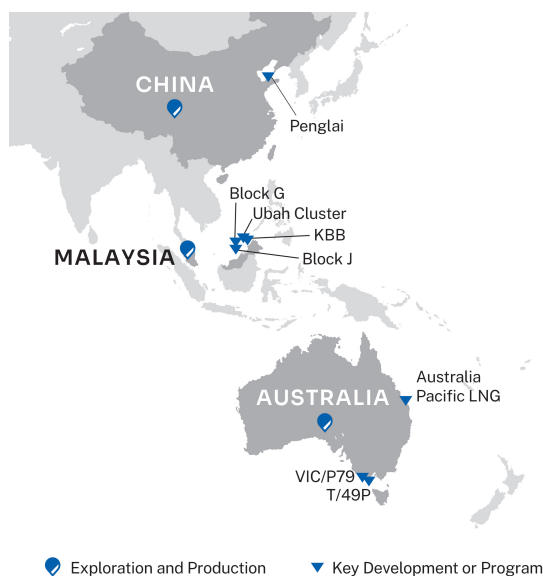 CHINA
Penglai
Block G
Ubah Cluster
KBB
MALAYSIA
Block J
Australia
Pacific LNG
AUSTRALIA
VIC/P79
T/49P
Exploration and Production
Key Development or Program